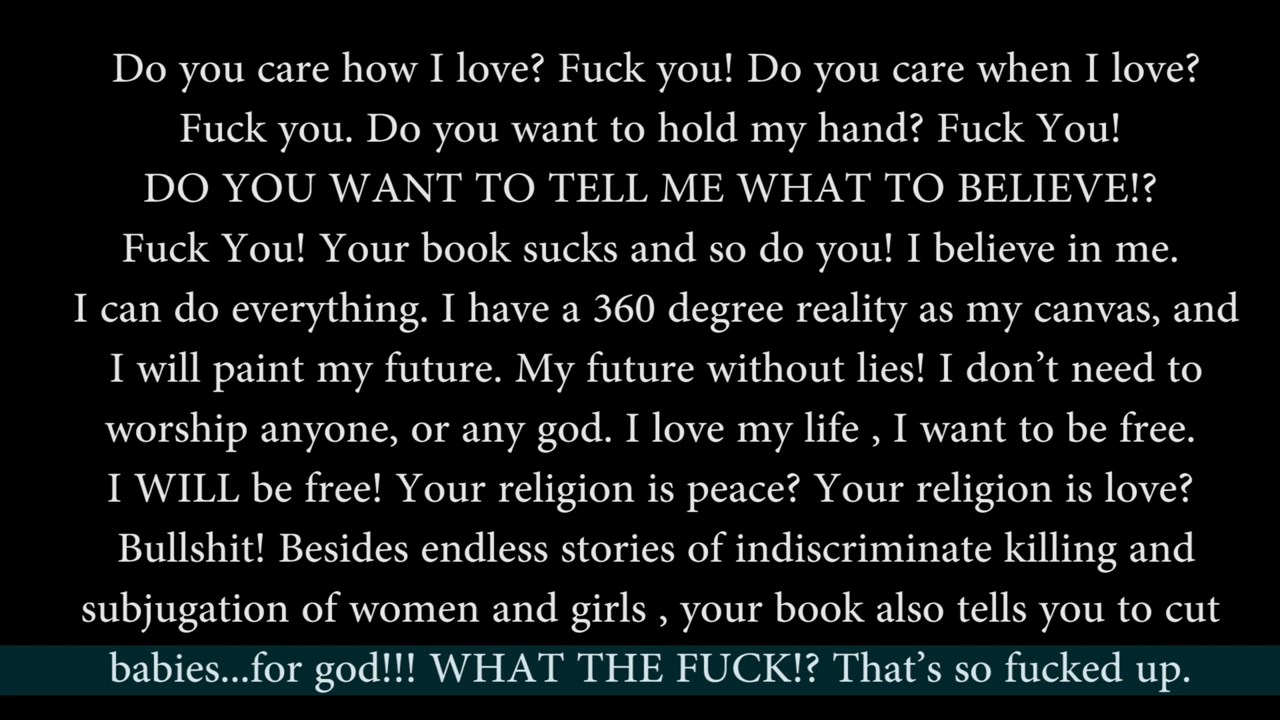 Do you care how I love? Fuck you! Do you care when I love?
Fuck you. Do you want to hold my hand? Fuck You!
DO YOU WANT TO TELL ME WHAT TO BELIEVE!?
Fuck You! Your book sucks and so do you! I believe in me.
I can do everything. I have a 360 degree reality as my canvas, and
I will paint my future. My future without lies! I don’t need to
worship anyone, or any god. I love my life , I want to be free.
I WILL be free! Your religion is peace? Your religion is love?
Bullshit! Besides endless stories of indiscriminate killing and
subjugation of women and girls , your book also tells you to cut
babies...for god!!! WHAT THE FUCK!? That’s so fucked up.